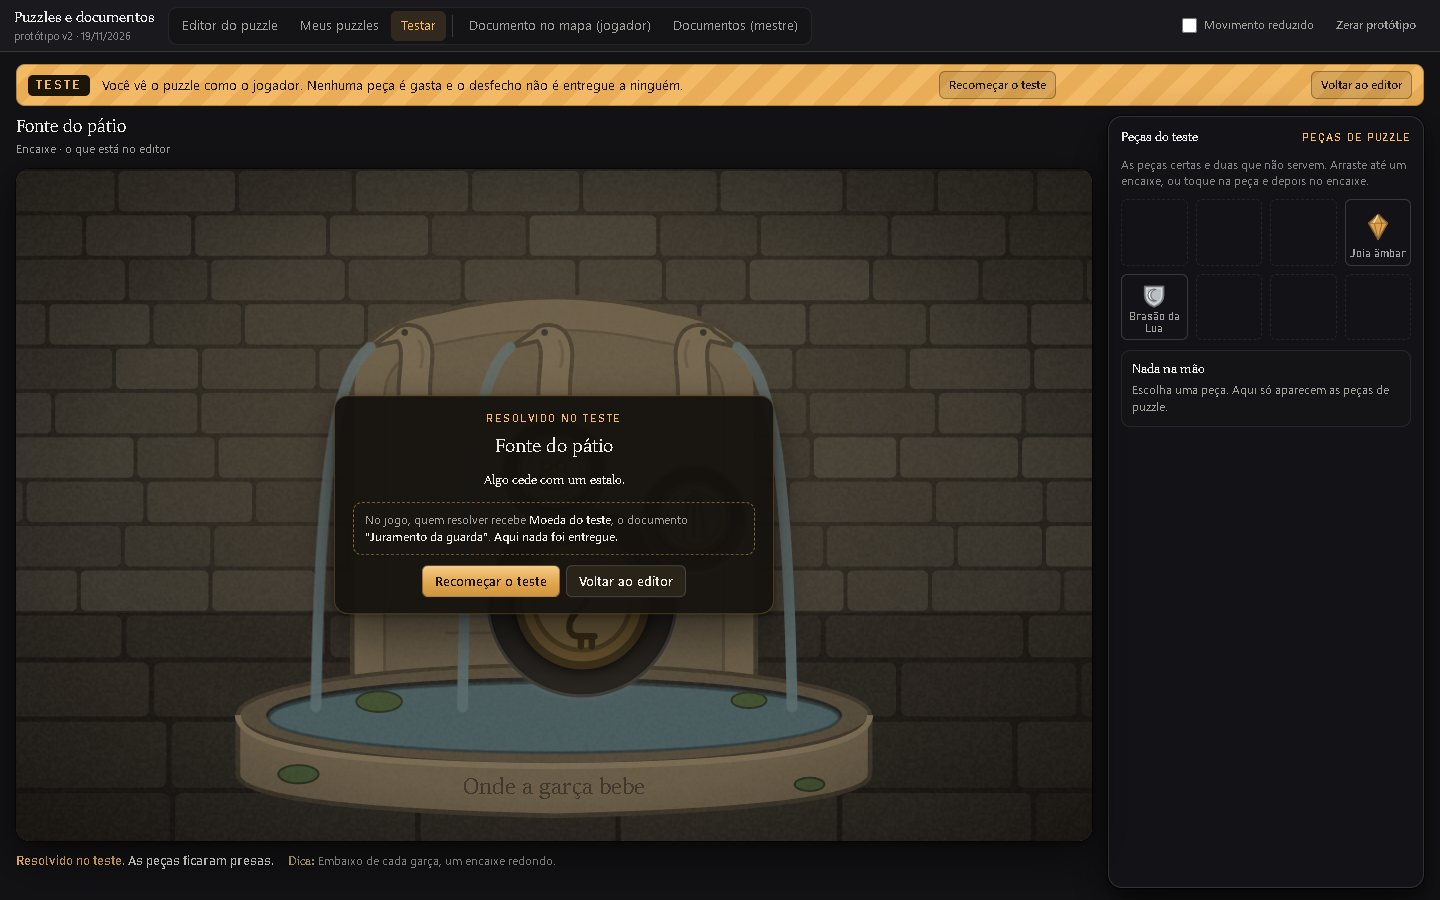 Puzzles e documentos
protótipo v2 · 19/11/2026
Editor do puzzle
Meus puzzles
Testar
Documento no mapa (jogador)
Documentos (mestre)
Movimento reduzido
Zerar protótipo
TESTE
Você vê o puzzle como o jogador. Nenhuma peça é gasta e o desfecho não é entregue a ninguém.
Recomeçar o teste
Voltar ao editor
Fonte do pátio
Encaixe · o que está no editor
RESOLVIDO NO TESTE
Fonte do pátio
Algo cede com um estalo.
No jogo, quem resolver recebe Moeda do teste, o documento
"Juramento da guarda". Aqui nada foi entregue.
Recomeçar o teste
Voltar ao editor
Onde a garça bebe
Resolvido no teste. As peças ficaram presas.
Dica: Embaixo de cada garça, um encaixe redondo.
Peças do teste
PEÇAS DE PUZZLE
As peças certas e duas que não servem. Arraste até um
encaixe, ou toque na peça e depois no encaixe.
Joia âmbar
Brasão da
Lua
Nada na mão
Escolha uma peça. Aqui só aparecem as peças de
puzzle.